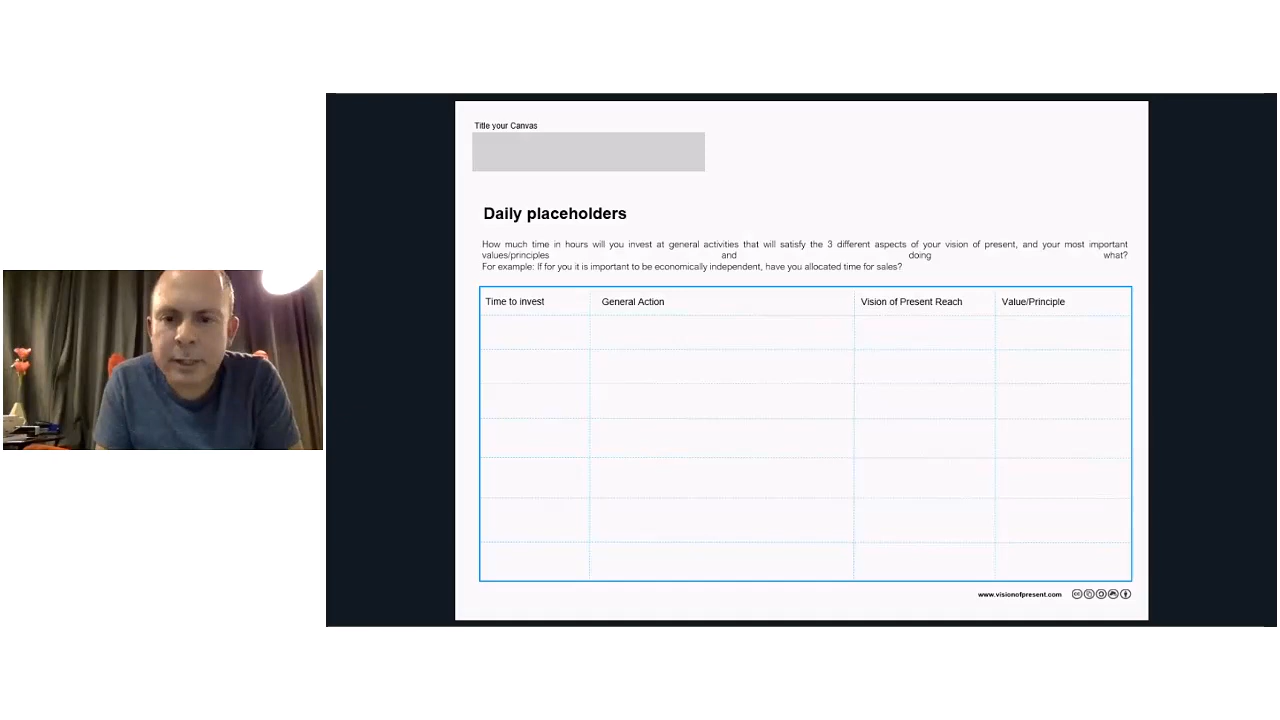 Title your Canvas
Daily placeholders
How much time in hours will you invest at general activities that will satisfy the 3 different aspects of your vision of present, and your most important
values/principles and doing what?
For example: If for you it is important to be economically independent, have you allocated time for sales?
Time to invest General Action Vision of Present Reach Value/Principle
www.visionofpresent.com